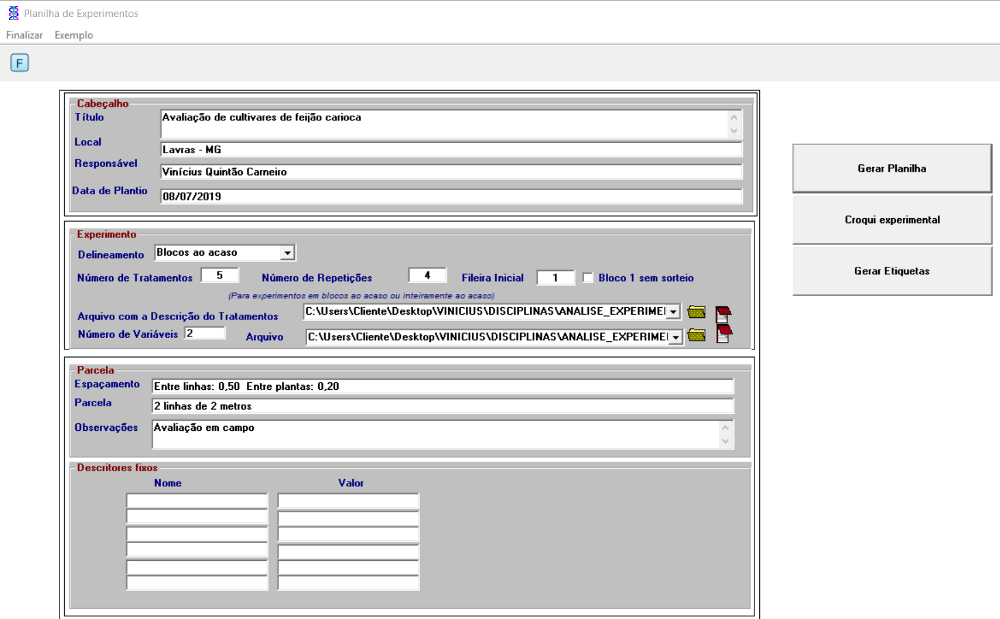 Planilha de Experimentos
Finalizar Exemplo
F
Cabeçalho
Título Avaliação de cultivares de feijão carioca
Local Lavras - MG
Responsável Vinícius Quintão Carneiro
Data de Plantio 08/07/2019
Gerar Planilha
Croqui experimental
Gerar Etiquetas
Experimento
Delineamento Blocos ao acaso
Número de Tratamentos 5 Número de Repetições 4 Fileira Inicial 1 Bloco 1 sem sorteio
(Para experimentos em blocos ao acaso ou inteiramente ao acaso)
Arquivo com a Descrição do Tratamentos C:\Users\Cliente\Desktop\VINICIUS\DISCIPLINAS\ANALISE_EXPERIME
Número de Variáveis 2 Arquivo C:\Users\Cliente\Desktop\VINICIUS\DISCIPLINAS\ANALISE_EXPERIME
Parcela
Espaçamento Entre linhas: 0,50 Entre plantas: 0,20
Parcela 2 linhas de 2 metros
Observações Avaliação em campo
Descritores fixos
Nome Valor